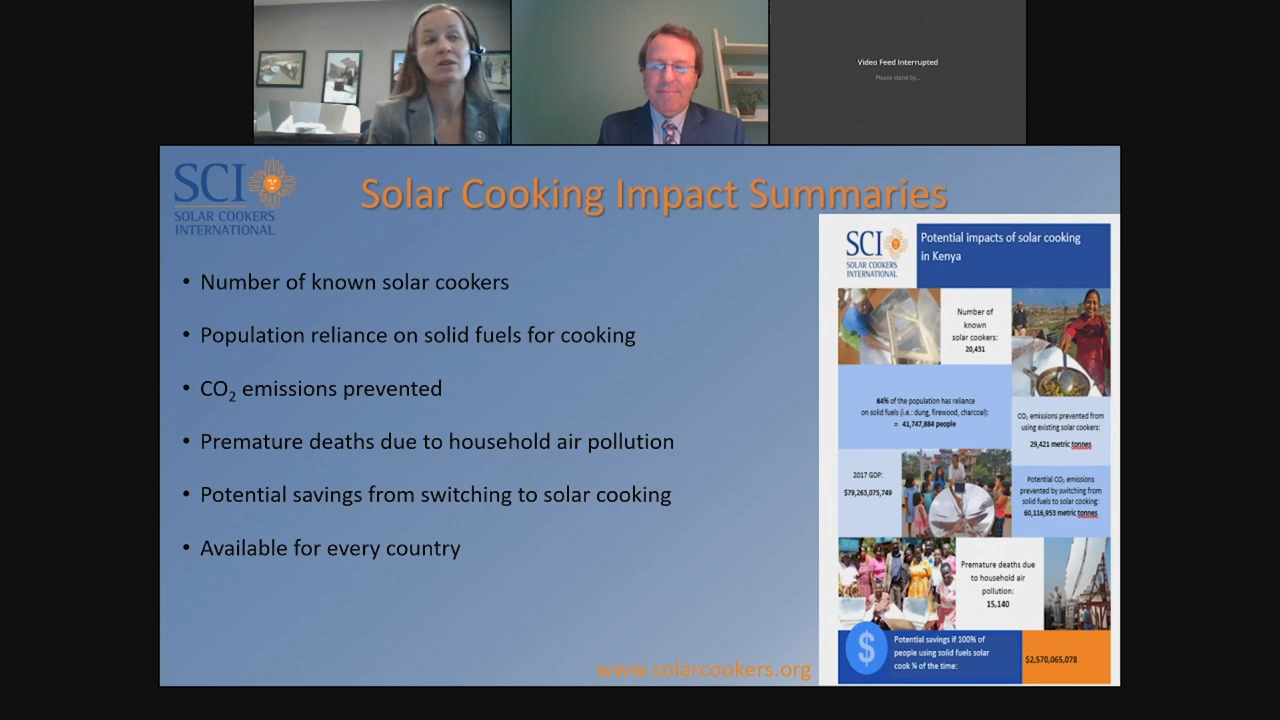 Video Feed Interrupted
Please stand by...
SCI
SOLAR COOKERS
INTERNATIONAL
Solar Cooking Impact Summaries
• Number of known solar cookers
• Population reliance on solid fuels for cooking
• CO₂ emissions prevented
• Premature deaths due to household air pollution
• Potential savings from switching to solar cooking
• Available for every country
www.solarcookers.org
SCI
SOLAR COOKERS
INTERNATIONAL
Potential impacts of solar cooking
in Kenya
Number of
known
solar cookers:
20,431
84% of the population has reliance
on solid fuels (i.e.: dung, firewood, charcoal):
= 41,747,884 people
CO₂ emissions prevented from
using existing solar cookers:
29,421 metric tonnes
2017 GDP:
$79,263,075,749
Potential CO₂ emissions
prevented by switching from
solid fuels to solar cooking:
60,116,953 metric tonnes
Premature deaths due
to household air
pollution:
15,140
$
Potential savings if 100% of
people using solid fuels solar
cook ¼ of the time:
$2,570,065,078